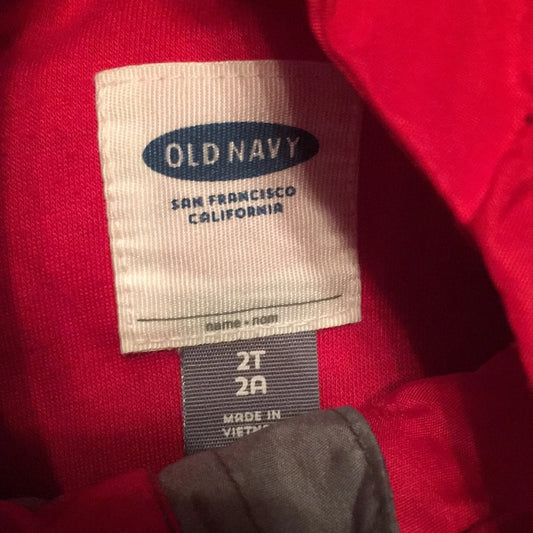 OLD NAVY
SAN FRANCISCO
CALIFORNIA
name • nom
2T
2A
MADE IN